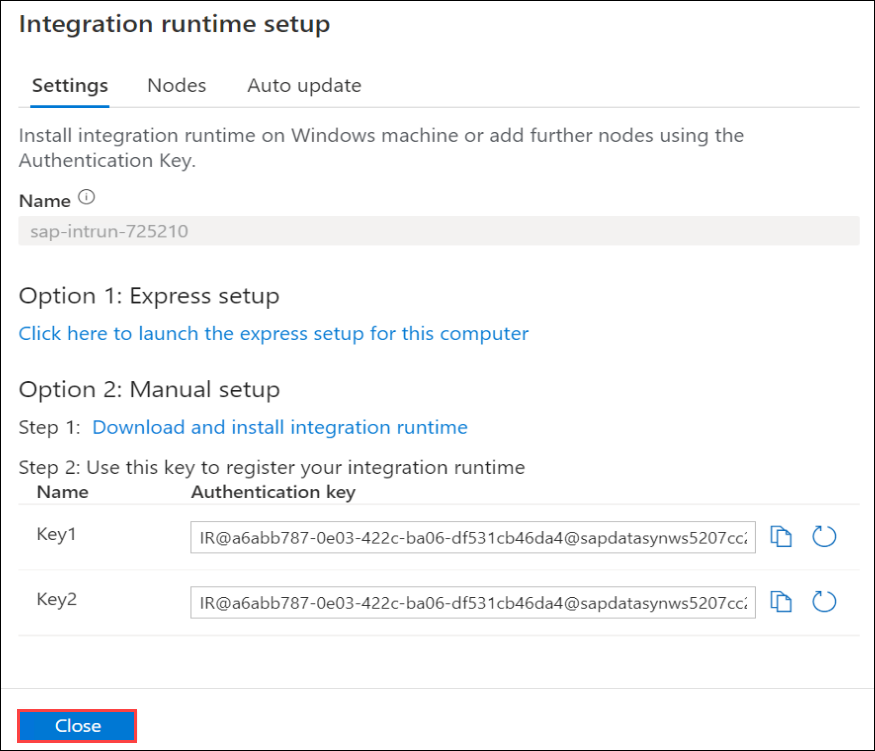 Integration runtime setup
Settings Nodes Auto update
Install integration runtime on Windows machine or add further nodes using the
Authentication Key.
Name
sap-intrun-725210
Option 1: Express setup
Click here to launch the express setup for this computer
Option 2: Manual setup
Step 1: Download and install integration runtime
Step 2: Use this key to register your integration runtime
Name Authentication key
Key1 IR@a6abb787-0e03-422c-ba06-df531cb46da4@sapdatasynws5207cc2
Key2 IR@a6abb787-0e03-422c-ba06-df531cb46da4@sapdatasynws5207cc2
Close